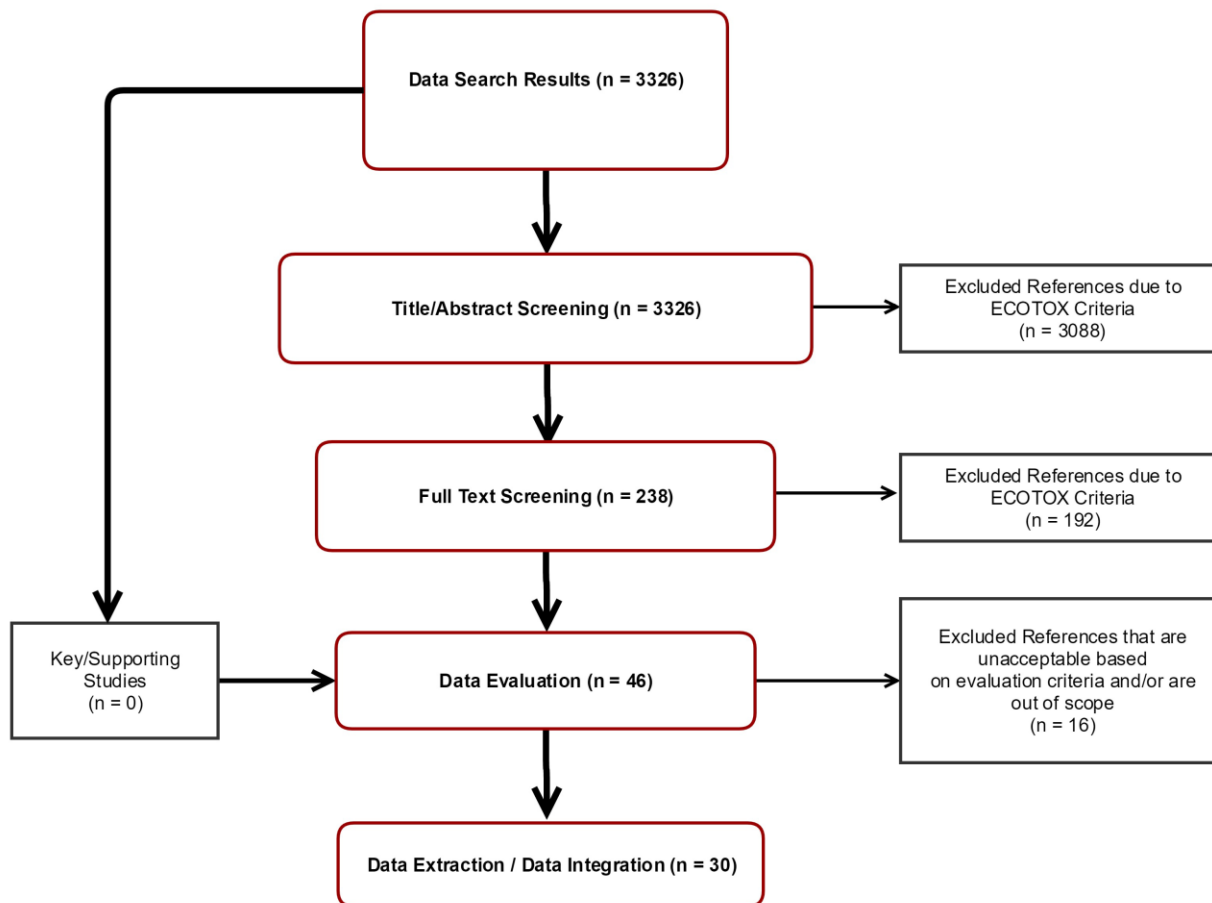 Data Search Results (n = 3326)
Title/Abstract Screening (n = 3326)
Excluded References due to
ECOTOX Criteria
(n = 3088)
Full Text Screening (n = 238)
Excluded References due to
ECOTOX Criteria
(n = 192)
Key/Supporting
Studies
(n = 0)
Data Evaluation (n = 46)
Excluded References that are
unacceptable based
on evaluation criteria and/or are
out of scope
(n = 16)
Data Extraction / Data Integration (n = 30)